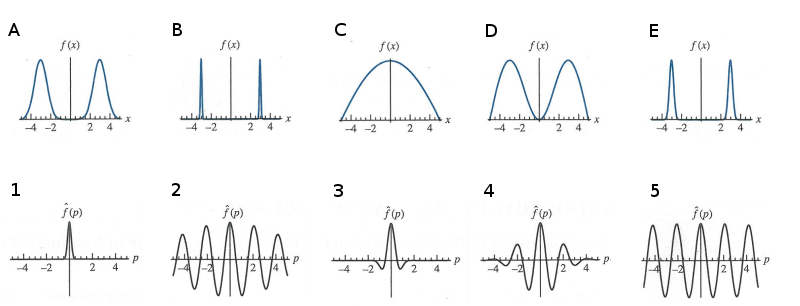 A B C D E
f(x) f(x) f(x) f(x) f(x)
−4 −2 2 4 x −4 −2 2 4 x −4 −2 2 4 x −4 −2 2 4 x −4 −2 2 4 x
1 2 3 4 5
f̂(p) f̂(p) f̂(p) f̂(p) f̂(p)
−4 −2 2 4 p −4 −2 2 4 p −4 −2 2 4 p −4 −2 2 4 p −4 −2 2 4 p